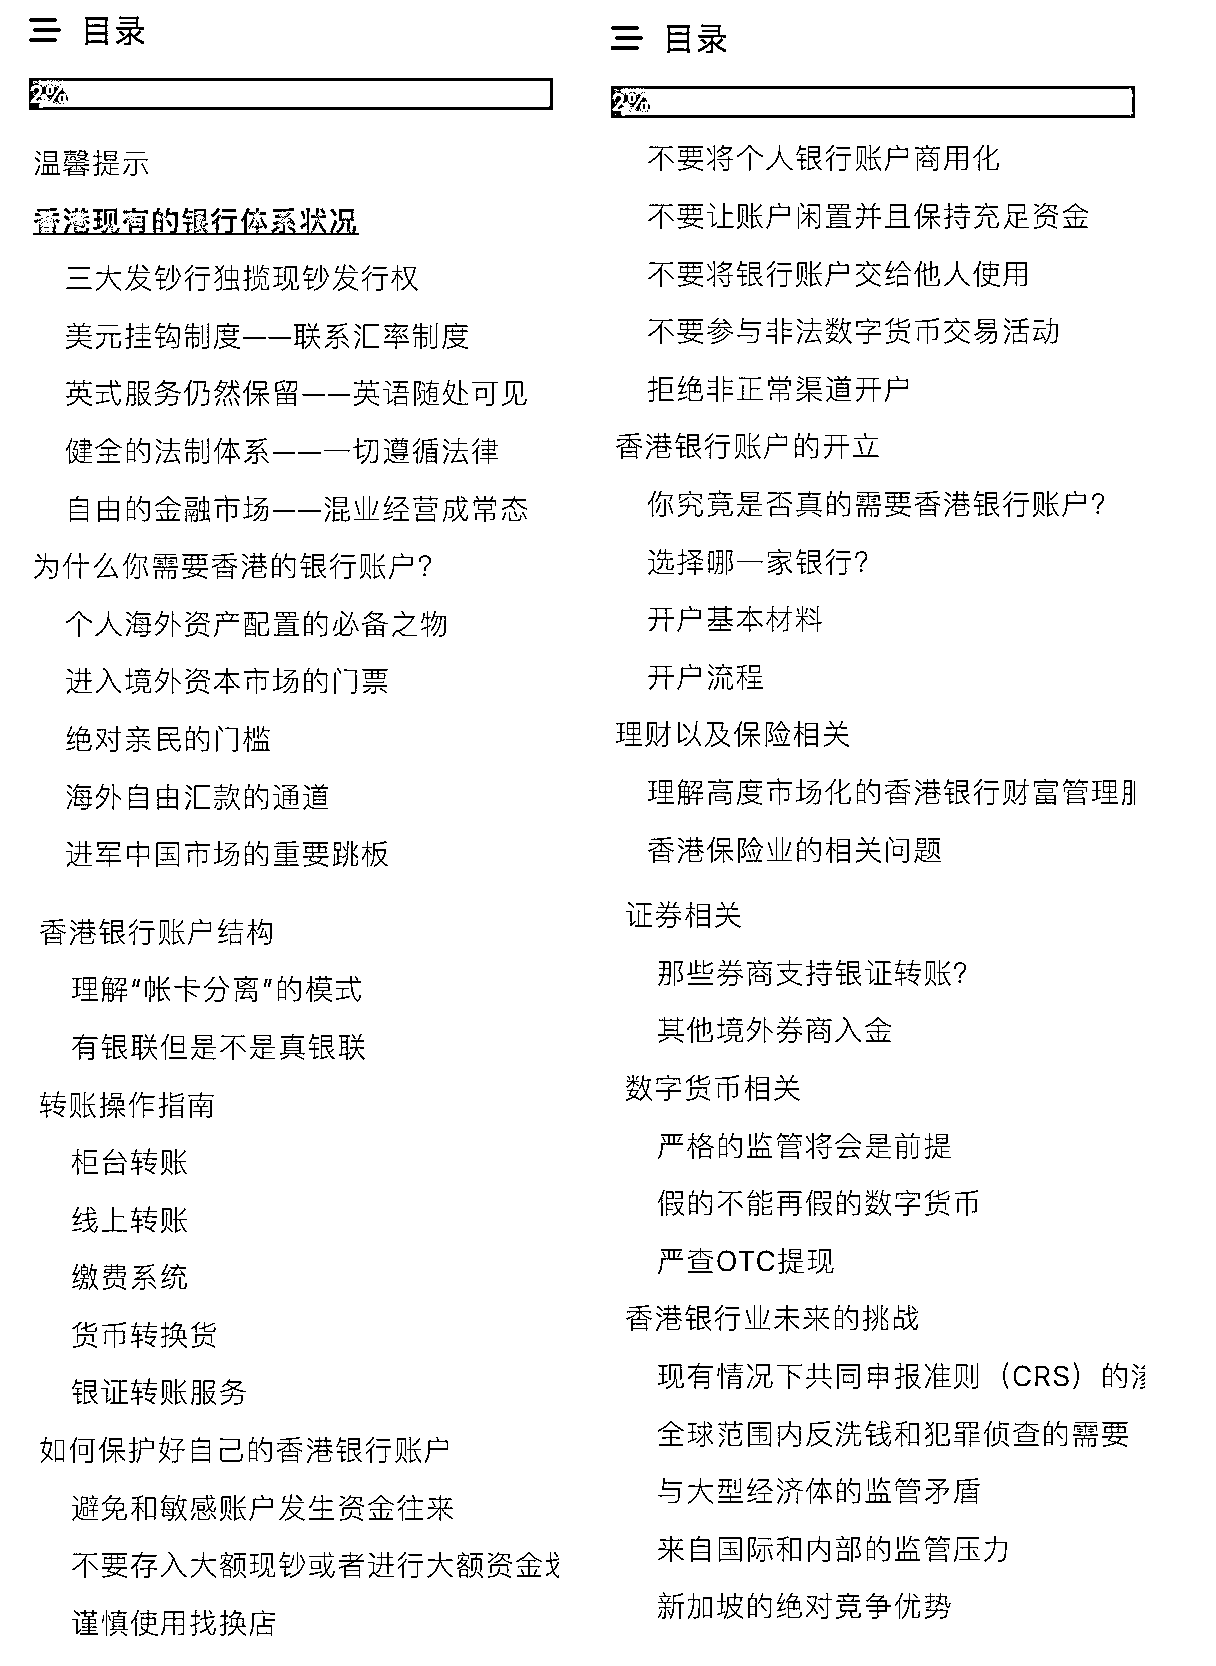 目录
2%
温馨提示
香港现有的银行体系状况
三大发钞行独揽现钞发行权
美元挂钩制度——联系汇率制度
英式服务仍然保留——英语随处可见
健全的法制体系——一切遵循法律
自由的金融市场——混业经营成常态
为什么你需要香港的银行账户？
个人海外资产配置的必备之物
进入境外资本市场的门票
绝对亲民的门槛
海外自由汇款的通道
进军中国市场的重要跳板
香港银行账户结构
理解“帐卡分离”的模式
有银联但是不是真银联
转账操作指南
柜台转账
线上转账
缴费系统
货币转换货
银证转账服务
如何保护好自己的香港银行账户
避免和敏感账户发生资金往来
不要存入大额现钞或者进行大额资金
谨慎使用找换店
目录
2%
不要将个人银行账户商用化
不要让账户闲置并且保持充足资金
不要将银行账户交给他人使用
不要参与非法数字货币交易活动
拒绝非正常渠道开户
香港银行账户的开立
你究竟是否真的需要香港银行账户？
选择哪一家银行？
开户基本材料
开户流程
理财以及保险相关
理解高度市场化的香港银行财富管理
香港保险业的相关问题
证券相关
那些券商支持银证转账？
其他境外券商入金
数字货币相关
严格的监管将会是前提
假的不能再假的数字货币
严查OTC提现
香港银行业未来的挑战
现有情况下共同申报准则（CRS）的
全球范围内反洗钱和犯罪侦查的需要
与大型经济体的监管矛盾
来自国际和内部的监管压力
新加坡的绝对竞争优势